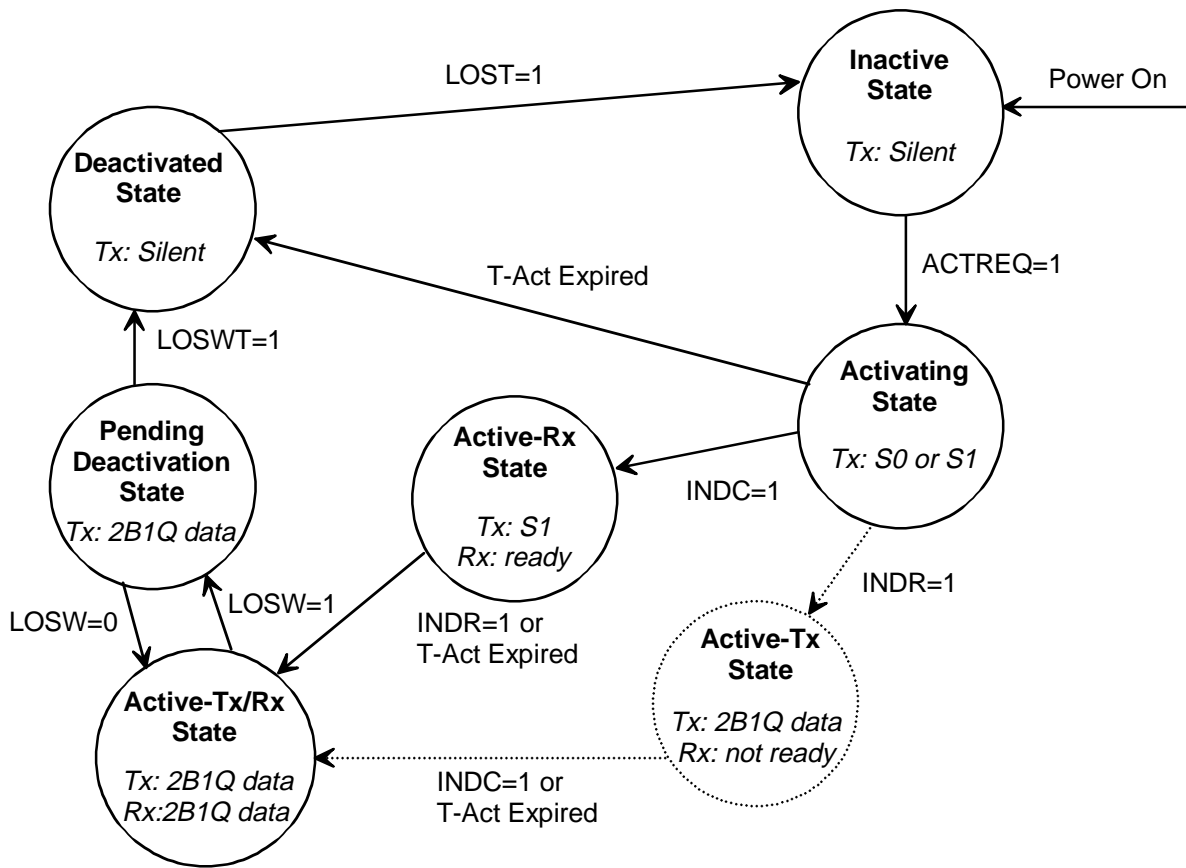 LOST=1
Inactive
State
Tx: Silent
Power On
Deactivated
State
Tx: Silent
ACTREQ=1
T-Act Expired
LOSWT=1
Activating
State
Tx: S0 or S1
Pending
Deactivation
State
Tx: 2B1Q data
Active-Rx
State
Tx: S1
Rx: ready
INDC=1
INDR=1
LOSW=0
LOSW=1
INDR=1 or
T-Act Expired
Active-Tx
State
Tx: 2B1Q data
Rx: not ready
Active-Tx/Rx
State
Tx: 2B1Q data
Rx:2B1Q data
INDC=1 or
T-Act Expired